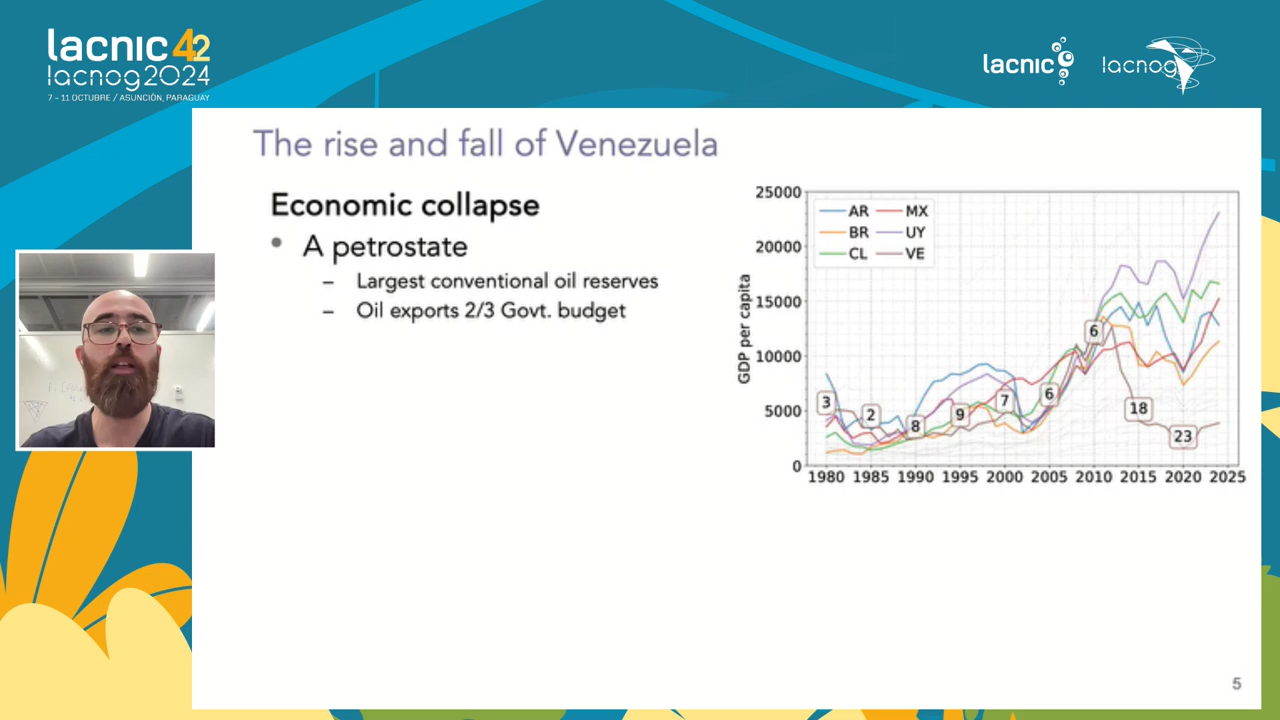 lacnic 42
lacnog2024
7 - 11 OCTUBRE / ASUNCIÓN, PARAGUAY
lacnic
lacnog
The rise and fall of Venezuela
Economic collapse
• A petrostate
– Largest conventional oil reserves
– Oil exports 2/3 Govt. budget
GDP per capita
25000
20000
15000
10000
5000
0
AR MX
BR UY
CL VE
3
2
8
9
7
6
6
18
23
1980 1985 1990 1995 2000 2005 2010 2015 2020 2025
5